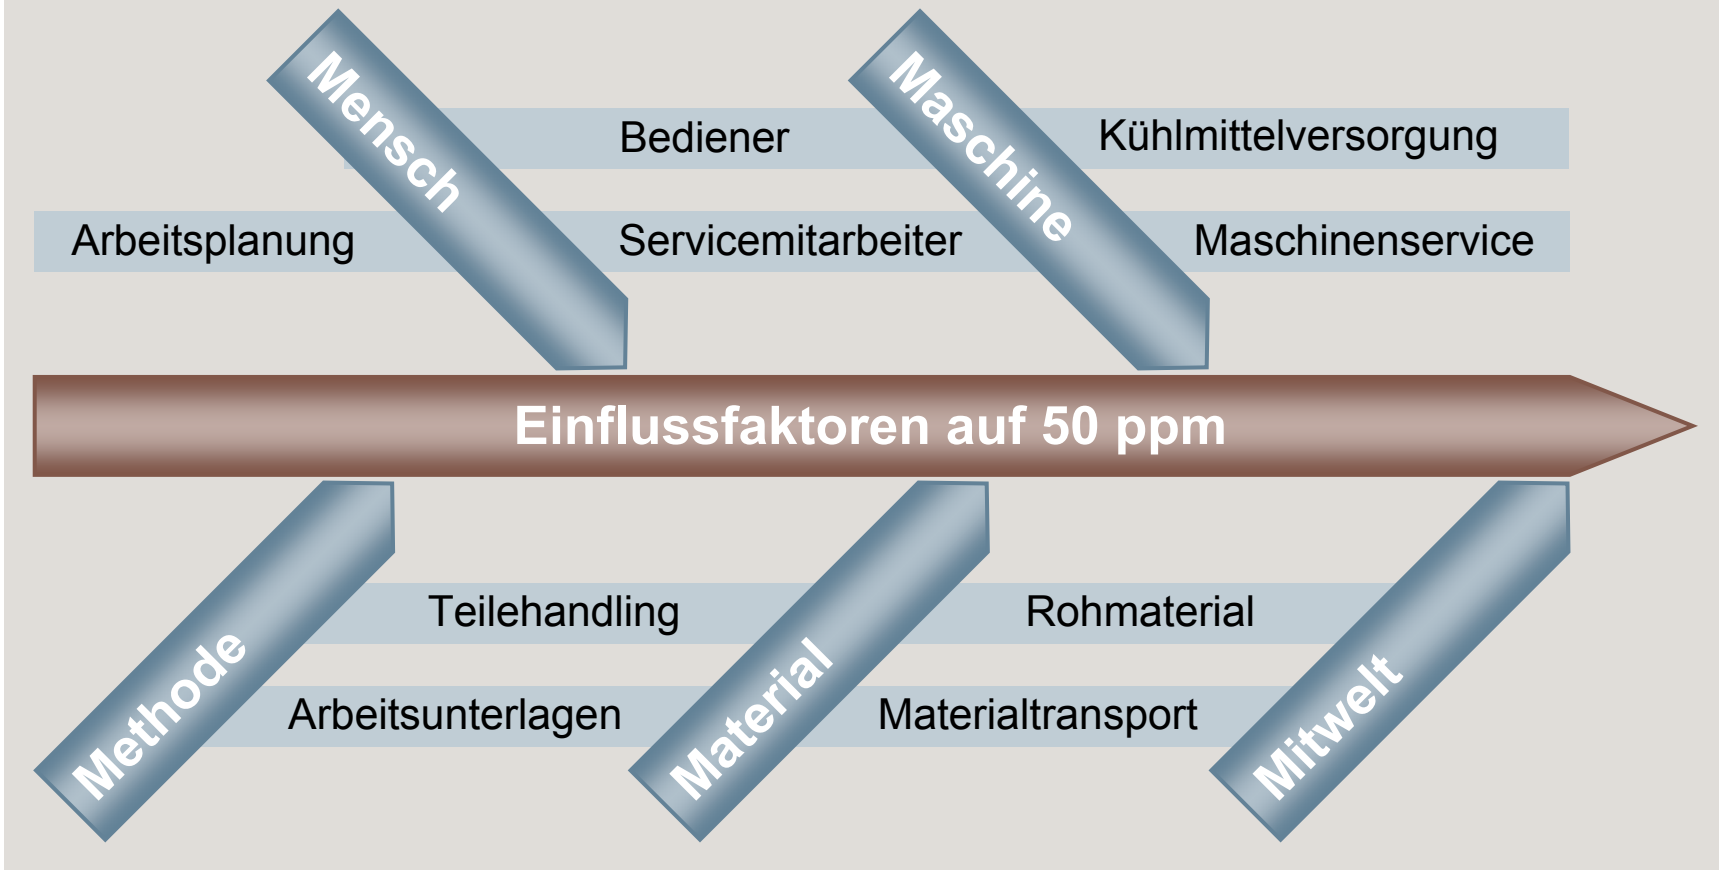 Mensch
Maschine
Bediener
Kühlmittelversorgung
Arbeitsplanung
Servicemitarbeiter
Maschinenservice
Einflussfaktoren auf 50 ppm
Teilehandling
Rohmaterial
Methode
Material
Mitwelt
Arbeitsunterlagen
Materialtransport